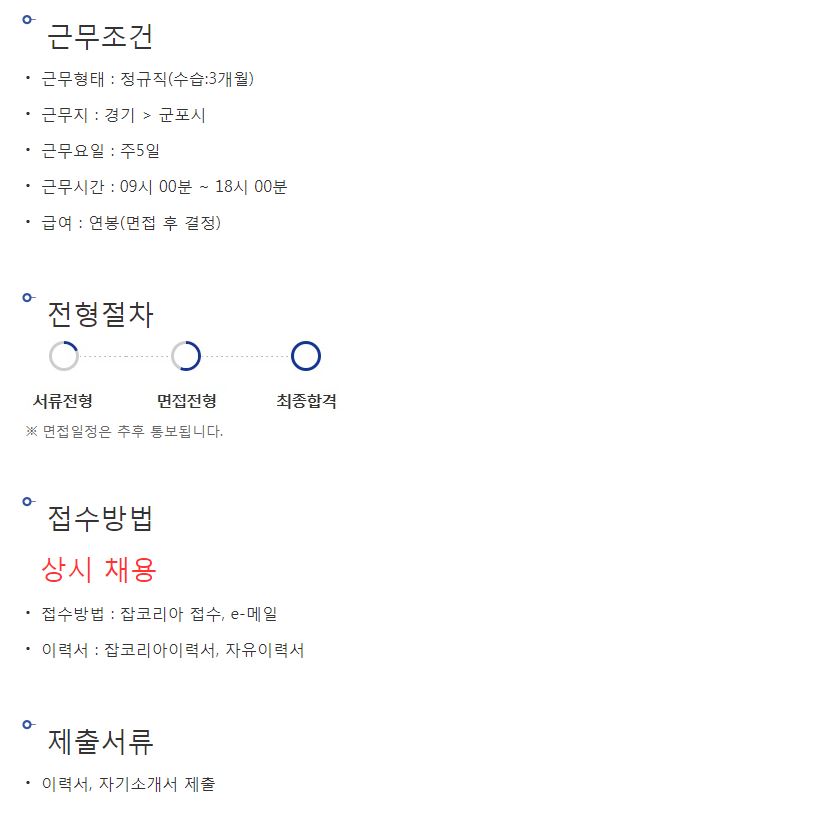 근무조건
• 근무형태 : 정규직(수습:3개월)
• 근무지 : 경기 > 군포시
• 근무요일 : 주5일
• 근무시간 : 09시 00분 ~ 18시 00분
• 급여 : 연봉(면접 후 결정)
전형절차
서류전형 면접전형 최종합격
※ 면접일정은 추후 통보됩니다.
접수방법
상시 채용
• 접수방법 : 잡코리아 접수, e-메일
• 이력서 : 잡코리아이력서, 자유이력서
제출서류
• 이력서, 자기소개서 제출